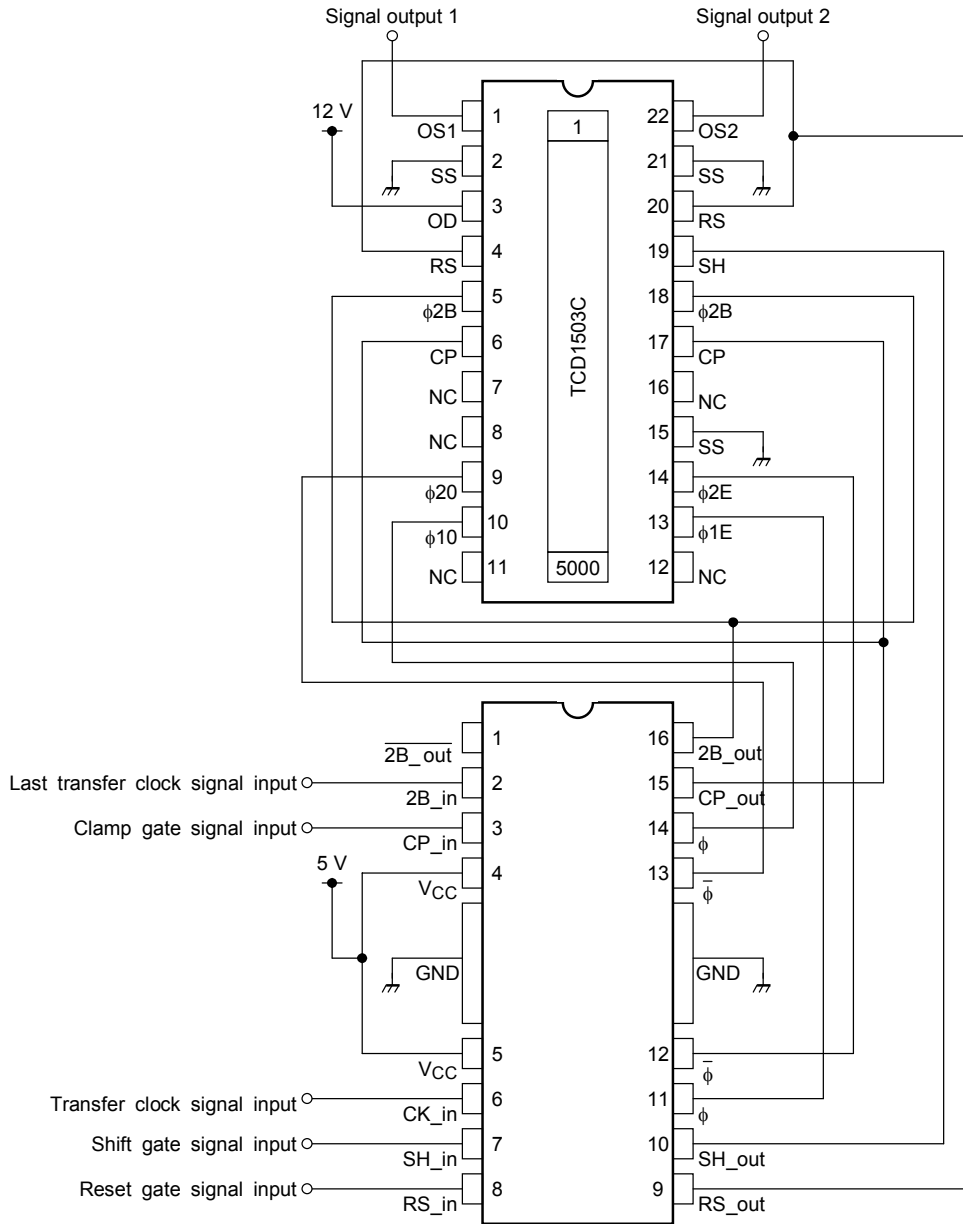 Signal output 1
Signal output 2
12 V
1
1
22
OS1
OS2
2
21
SS
SS
3
20
OD
RS
4
19
RS
SH
5
18
ϕ2B
ϕ2B
6
17
CP
CP
TCD1503C
7
16
NC
NC
8
15
NC
SS
9
14
ϕ20
ϕ2E
10
13
ϕ10
ϕ1E
11
5000
12
NC
NC
1
16
2B_out
2B_out
Last transfer clock signal input
2
15
2B_in
CP_out
Clamp gate signal input
3
14
CP_in
ϕ
5 V
4
13
VCC
ϕ
GND
GND
5
12
VCC
ϕ
Transfer clock signal input
6
11
CK_in
ϕ
Shift gate signal input
7
10
SH_in
SH_out
Reset gate signal input
8
9
RS_in
RS_out